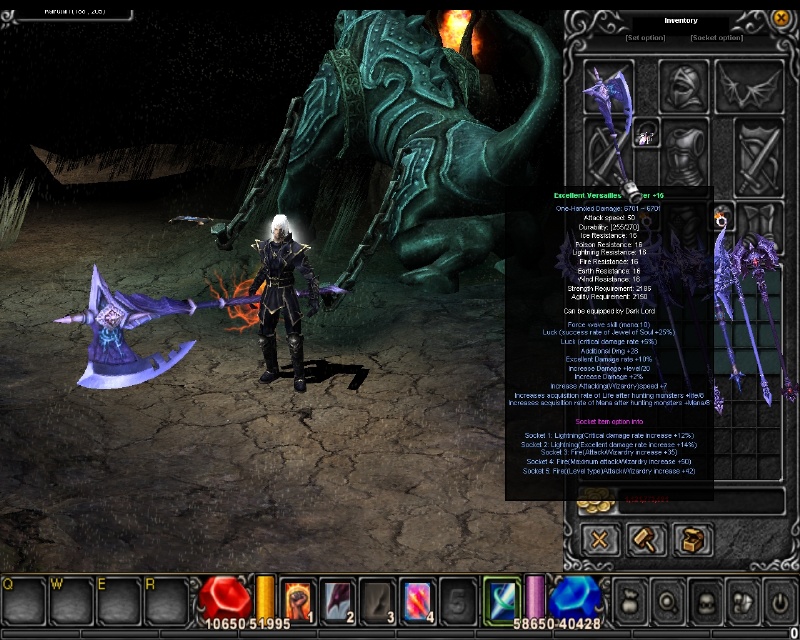 Inventory
[Set option] [Socket option]
Excellent Versailles +16
One-Handed Damage: 6701 ~ 6701
Attack speed: 50
Durability: [255/270]
Ice Resistance: 16
Poison Resistance: 16
Lightning Resistance: 16
Fire Resistance: 16
Earth Resistance: 16
Wind Resistance: 16
Strength Requirement: 2186
Agility Requirement: 2190
Can be equipped by Dark Lord
Force wave skill (mana:10)
Luck (success rate of Jewel of Soul +25%)
Luck (critical damage rate +5%)
Additional Dmg +28
Excellent Damage rate +10%
Increase Damage +level/20
Increase Damage +2%
Increase Attacking(Wizardry)speed +7
Increases acquisition rate of Life after hunting monsters +life/8
Increases acquisition rate of Mana after hunting monsters +Mana/8
Socket item option info
Socket 1: Lightning(Critical damage rate increase +12%)
Socket 2: Lightning(Excellent damage rate increase +14%)
Socket 3: Fire(Attack/Wizardry increase +35)
Socket 4: Fire(Maximum attack/Wizardry increase +50)
Socket 5: Fire((Level type)Attack/Wizardry increase +42)
Q W E R
1 2 3 4 5
10650 51995 58650 40428
0